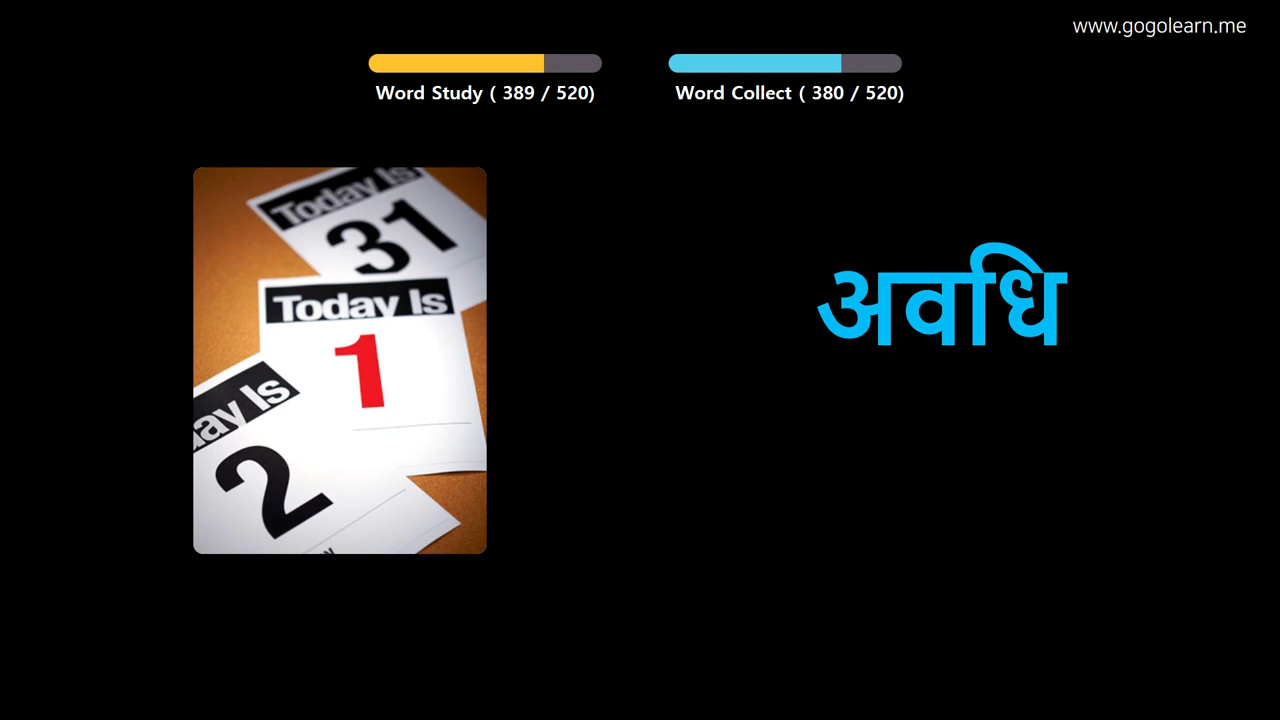 www.gogolearn.me
Word Study ( 389 / 520)
Word Collect ( 380 / 520)
Today Is
31
Today Is
1
ay Is
2
अवधि